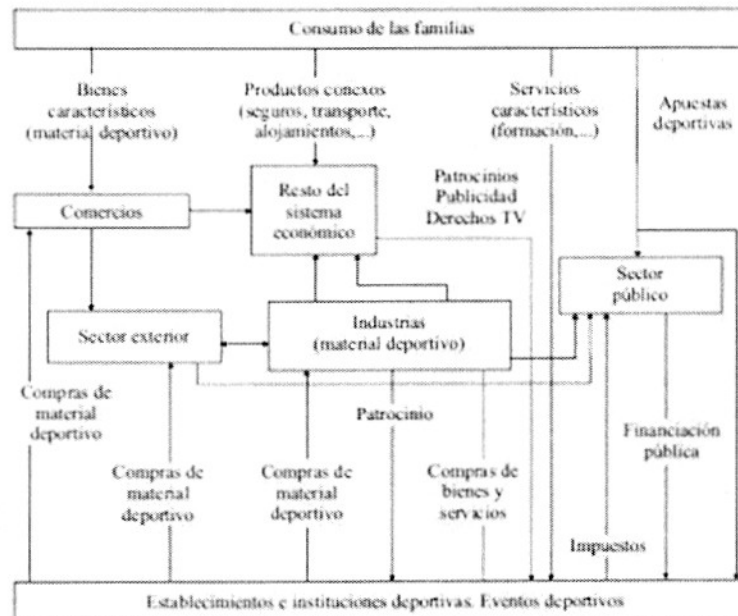 Consumo de las familias
Bienes
característicos
(material deportivo)
Productos conexos
(seguros, transporte,
alojamientos,...)
Servicios
característicos
(formación,...)
Apuestas
deportivas
Patrocinios
Publicidad
Derechos TV
Comercios
Resto del
sistema
económico
Sector
público
Sector exterior
Industrias
(material deportivo)
Compras de
material
deportivo
Patrocinio
Financiación
pública
Compras de
material
deportivo
Compras de
material
deportivo
Compras de
bienes y
servicios
Impuestos
Establecimientos e instituciones deportivas. Eventos deportivos